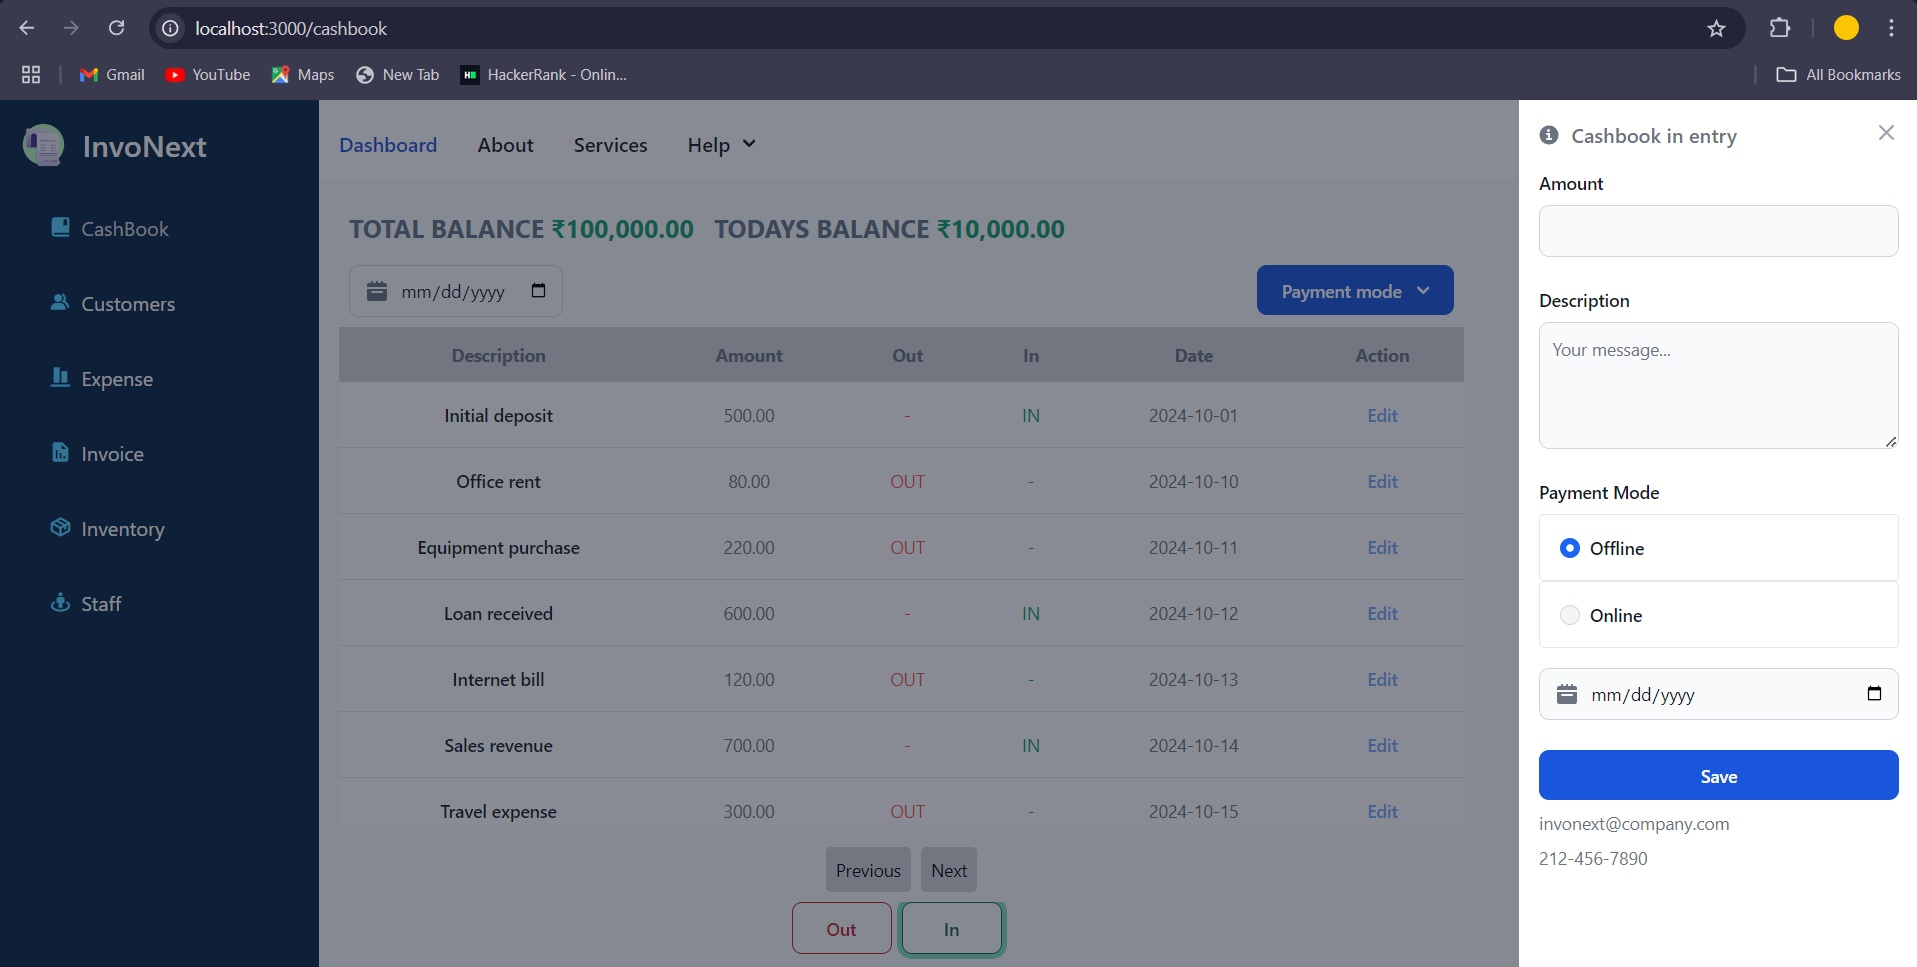 localhost:3000/cashbook
Gmail YouTube Maps New Tab HackerRank - Onlin... All Bookmarks
InvoNext
CashBook
Customers
Expense
Invoice
Inventory
Staff
Dashboard About Services Help
TOTAL BALANCE ₹100,000.00 TODAYS BALANCE ₹10,000.00
mm/dd/yyyy Payment mode
Description Amount Out In Date Action
Initial deposit 500.00 - IN 2024-10-01 Edit
Office rent 80.00 OUT - 2024-10-10 Edit
Equipment purchase 220.00 OUT - 2024-10-11 Edit
Loan received 600.00 - IN 2024-10-12 Edit
Internet bill 120.00 OUT - 2024-10-13 Edit
Sales revenue 700.00 - IN 2024-10-14 Edit
Travel expense 300.00 OUT - 2024-10-15 Edit
Previous Next
Out In
Cashbook in entry
Amount
Description
Your message...
Payment Mode
Offline
Online
mm/dd/yyyy
Save
invonext@company.com
212-456-7890